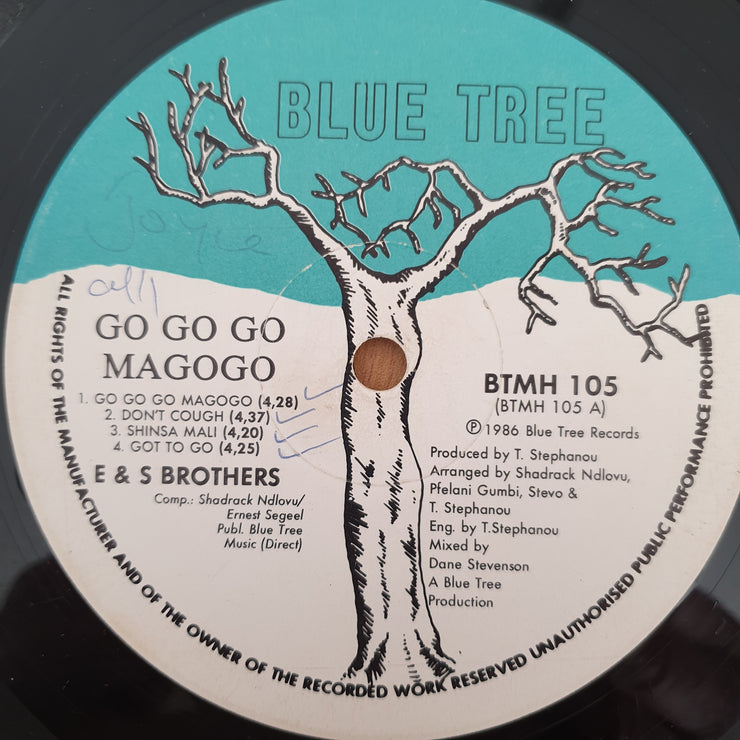 BLUE TREE
Joyce
GO GO GO
MAGOGO
1. GO GO GO MAGOGO (4,28)
2. DON'T COUGH (4,37)
3. SHINSA MALI (4,20)
4. GOT TO GO (4,25)
E & S BROTHERS
Comp.: Shadrack Ndlovu/
Ernest Segeel
Publ. Blue Tree
Music (Direct)
BTMH 105
(BTMH 105 A)
Ⓟ 1986 Blue Tree Records
Produced by T. Stephanou
Arranged by Shadrack Ndlovu,
Pfelani Gumbi, Stevo &
T. Stephanou
Eng. by T.Stephanou
Mixed by
Dane Stevenson
A Blue Tree
Production
ALL RIGHTS OF THE MANUFACTURER AND OF THE OWNER OF THE RECORDED WORK RESERVED UNAUTHORISED PUBLIC PERFORMANCE PROHIBITED